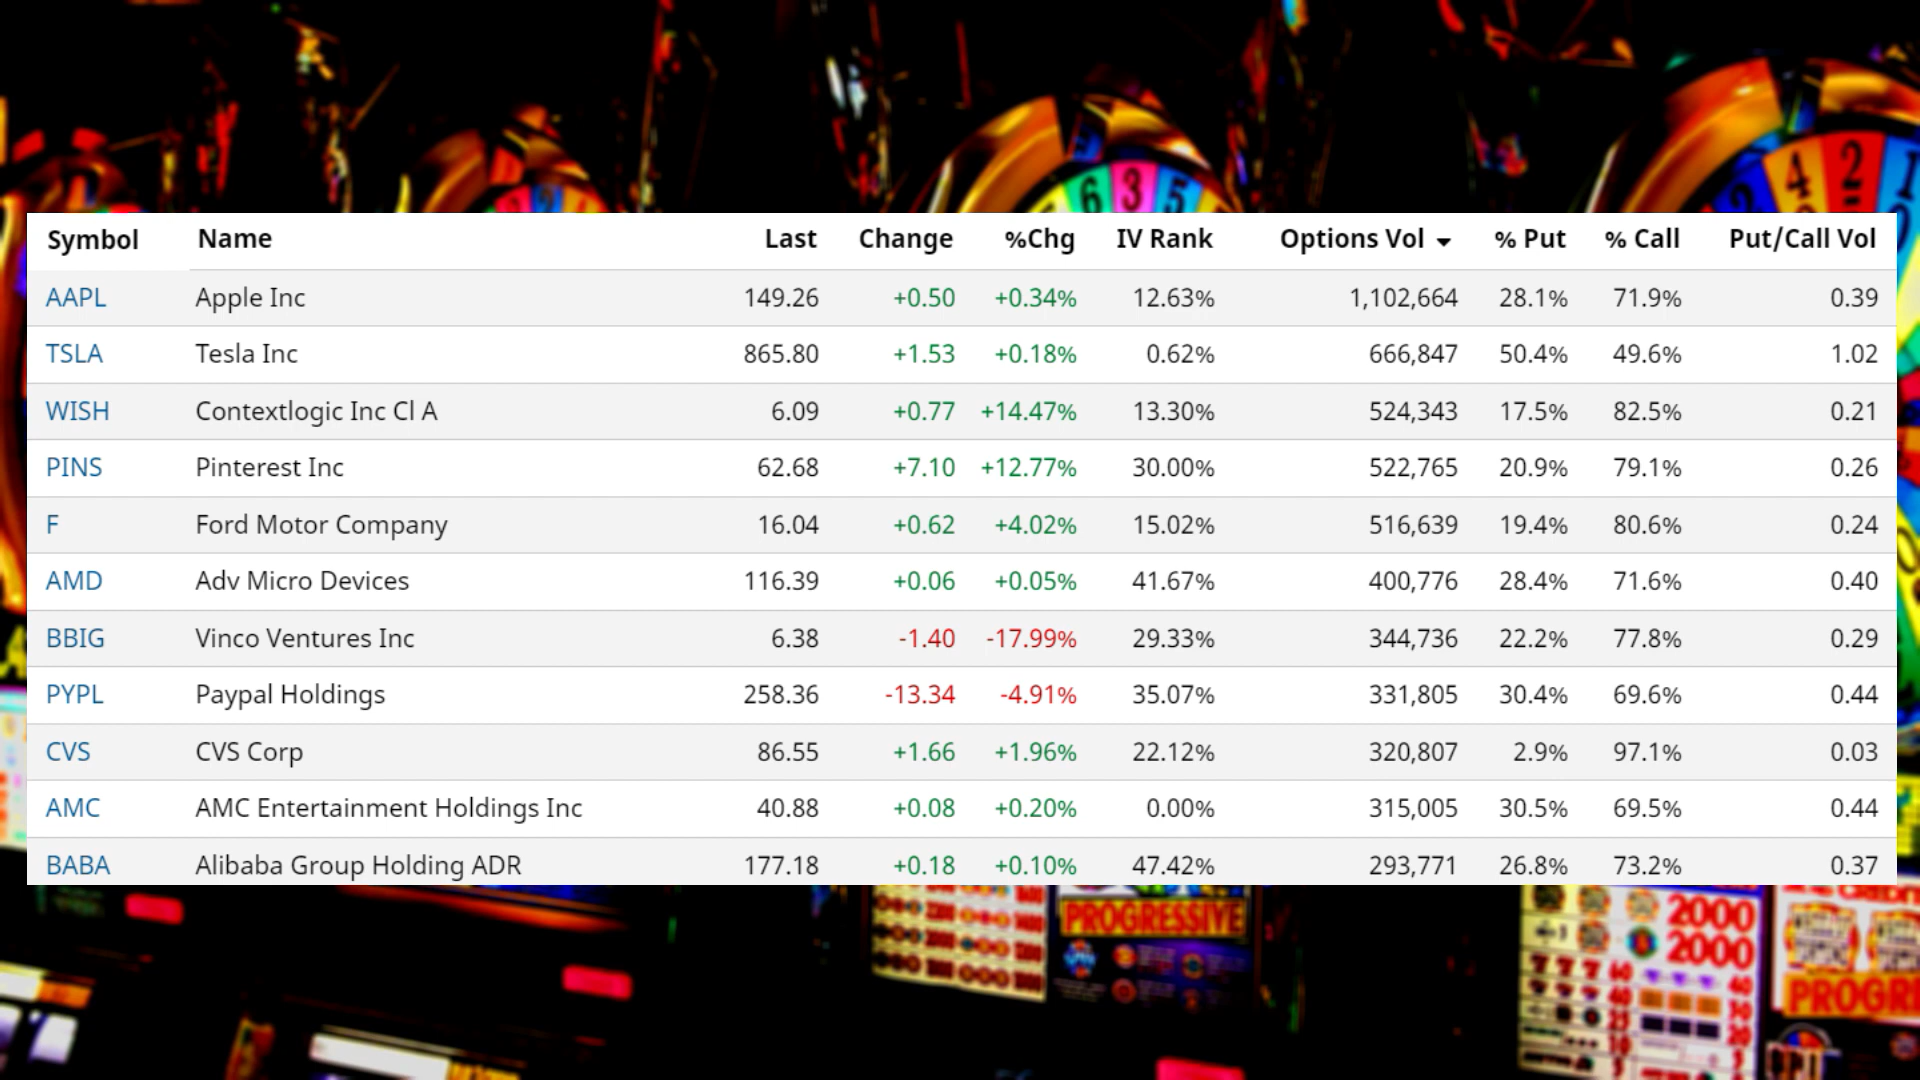 6 3 5
4 2
Symbol Name Last Change %Chg IV Rank Options Vol % Put % Call Put/Call Vol
AAPL Apple Inc 149.26 +0.50 +0.34% 12.63% 1,102,664 28.1% 71.9% 0.39
TSLA Tesla Inc 865.80 +1.53 +0.18% 0.62% 666,847 50.4% 49.6% 1.02
WISH Contextlogic Inc Cl A 6.09 +0.77 +14.47% 13.30% 524,343 17.5% 82.5% 0.21
PINS Pinterest Inc 62.68 +7.10 +12.77% 30.00% 522,765 20.9% 79.1% 0.26
F Ford Motor Company 16.04 +0.62 +4.02% 15.02% 516,639 19.4% 80.6% 0.24
AMD Adv Micro Devices 116.39 +0.06 +0.05% 41.67% 400,776 28.4% 71.6% 0.40
BBIG Vinco Ventures Inc 6.38 -1.40 -17.99% 29.33% 344,736 22.2% 77.8% 0.29
PYPL Paypal Holdings 258.36 -13.34 -4.91% 35.07% 331,805 30.4% 69.6% 0.44
CVS CVS Corp 86.55 +1.66 +1.96% 22.12% 320,807 2.9% 97.1% 0.03
AMC AMC Entertainment Holdings Inc 40.88 +0.08 +0.20% 0.00% 315,005 30.5% 69.5% 0.44
BABA Alibaba Group Holding ADR 177.18 +0.18 +0.10% 47.42% 293,771 26.8% 73.2% 0.37
PROGRESSIVE
2000
2000
PROGR